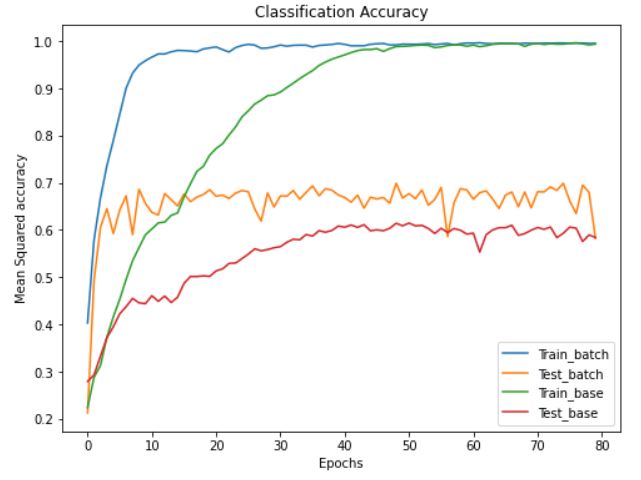 Classification Accuracy
Mean Squared accuracy
1.0
0.9
0.8
0.7
0.6
0.5
0.4
0.3
0.2
0
10
20
30
40
50
60
70
80
Epochs
Train_batch
Test_batch
Train_base
Test_base